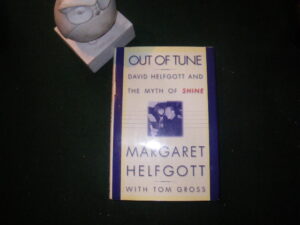 OUT OF TUNE
DAVID HELFGOTT AND
THE MYTH OF SHINE
MARGARET
HELFGOTT
WITH TOM GROSS